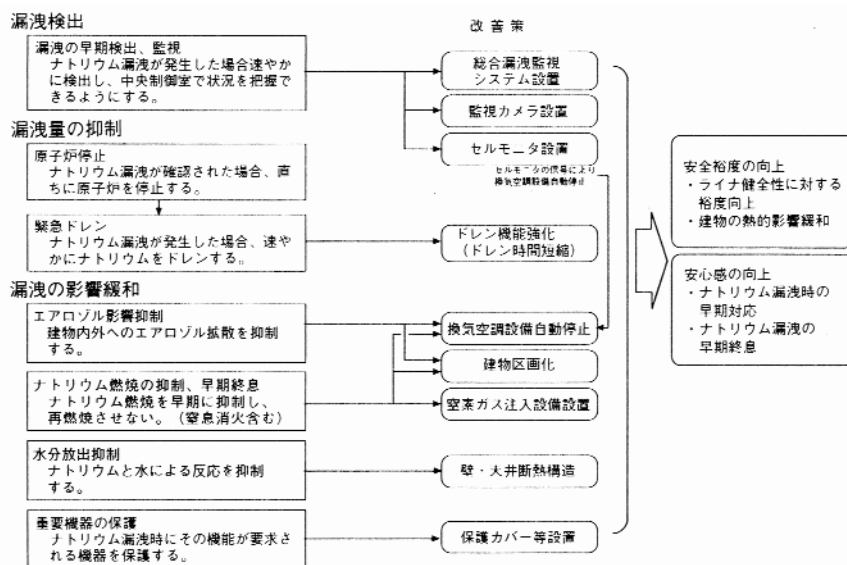 漏洩検出
改善策
漏洩の早期検出、監視
ナトリウム漏洩が発生した場合速やか
に検出し、中央制御室で状況を把握で
きるようにする。
総合漏洩監視
システム設置
監視カメラ設置
セルモニタ設置
セルモニタの信号により
換気空調設備自動停止
漏洩量の抑制
原子炉停止
ナトリウム漏洩が確認された場合、直
ちに原子炉を停止する。
緊急ドレン
ナトリウム漏洩が発生した場合、速や
かにナトリウムをドレンする。
ドレン機能強化
(ドレン時間短縮)
漏洩の影響緩和
エアロゾル影響抑制
建物内外へのエアロゾル拡散を抑制
する。
換気空調設備自動停止
建物区画化
ナトリウム燃焼の抑制、早期終息
ナトリウム燃焼を早期に抑制し、
再燃焼させない。(窒息消火含む)
窒素ガス注入設備設置
水分放出抑制
ナトリウムと水による反応を抑制
する。
壁・天井断熱構造
重要機器の保護
ナトリウム漏洩時にその機能が要求さ
れる機器を保護する。
保護カバー等設置
安全裕度の向上
・ライナ健全性に対する
裕度向上
・建物の熱的影響緩和
安心感の向上
・ナトリウム漏洩時の
早期対応
・ナトリウム漏洩の
早期終息